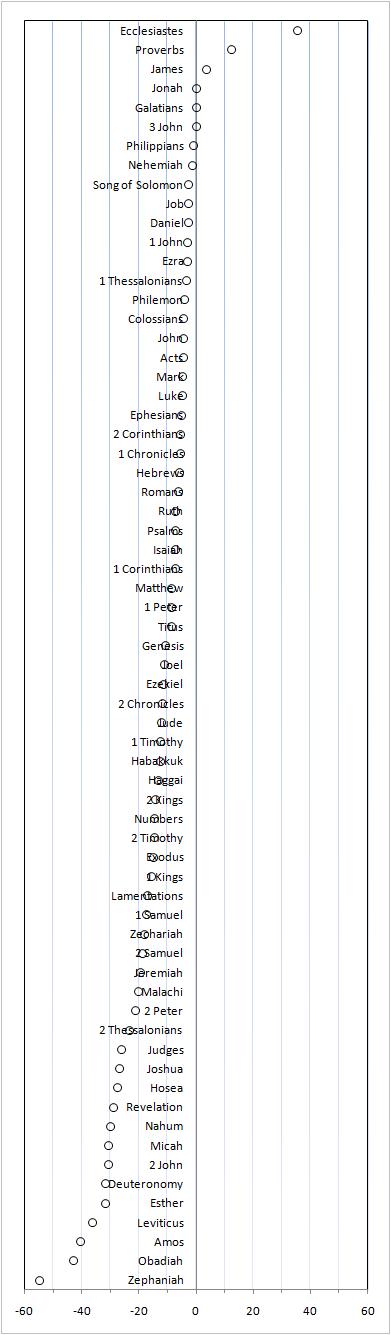 Ecclesiastes
Proverbs
James
Jonah
Galatians
3 John
Philippians
Nehemiah
Song of Solomon
Job
Daniel
1 John
Ezra
1 Thessalonians
Philemon
Colossians
John
Acts
Mark
Luke
Ephesians
2 Corinthians
1 Chronicles
Hebrews
Romans
Ruth
Psalms
Isaiah
1 Corinthians
Matthew
1 Peter
Titus
Genesis
Joel
Ezekiel
2 Chronicles
Jude
1 Timothy
Habakkuk
Haggai
2 Kings
Numbers
2 Timothy
Exodus
1 Kings
Lamentations
1 Samuel
Zechariah
2 Samuel
Jeremiah
Malachi
2 Peter
2 Thessalonians
Judges
Joshua
Hosea
Revelation
Nahum
Micah
2 John
Deuteronomy
Esther
Leviticus
Amos
Obadiah
Zephaniah
-60 -40 -20 0 20 40 60